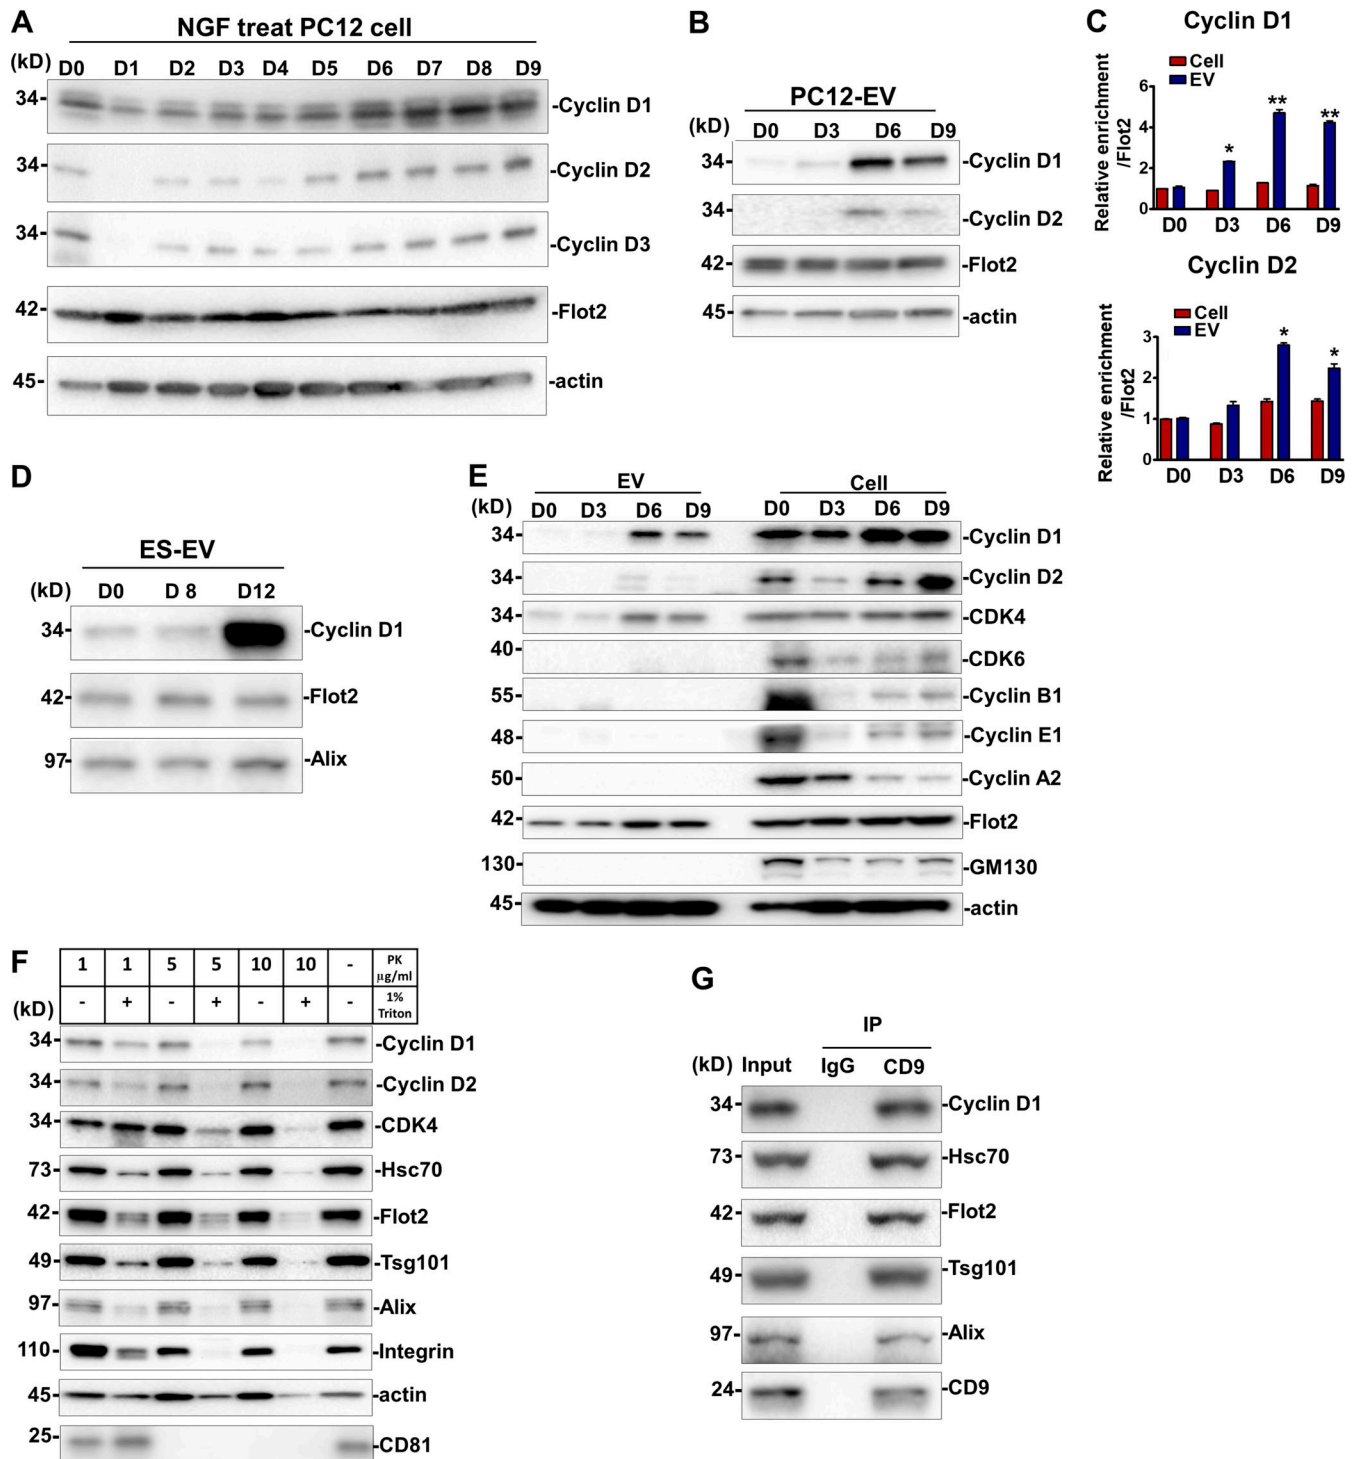 A
NGF treat PC12 cell
(kD) D0 D1 D2 D3 D4 D5 D6 D7 D8 D9
34- -Cyclin D1
34- -Cyclin D2
34- -Cyclin D3
42- -Flot2
45- -actin
B
PC12-EV
(kD) D0 D3 D6 D9
34- -Cyclin D1
34- -Cyclin D2
42- -Flot2
45- -actin
C
Cyclin D1
Cell
EV
Relative enrichment
/Flot2
6
4
2
0
* ** **
D0 D3 D6 D9
Cyclin D2
Cell
EV
Relative enrichment
/Flot2
3
2
1
0
* *
D0 D3 D6 D9
D
ES-EV
(kD) D0 D 8 D12
34- -Cyclin D1
42- -Flot2
97- -Alix
E
EV Cell
(kD) D0 D3 D6 D9 D0 D3 D6 D9
34- -Cyclin D1
34- -Cyclin D2
34- -CDK4
40- -CDK6
55- -Cyclin B1
48- -Cyclin E1
50- -Cyclin A2
42- -Flot2
130- -GM130
45- -actin
F
1 1 5 5 10 10 - PK
μg/ml
- + - + - + - 1%
Triton
(kD)
34- -Cyclin D1
34- -Cyclin D2
34- -CDK4
73- -Hsc70
42- -Flot2
49- -Tsg101
97- -Alix
110- -Integrin
45- -actin
25- -CD81
G
IP
(kD) Input IgG CD9
34- -Cyclin D1
73- -Hsc70
42- -Flot2
49- -Tsg101
97- -Alix
24- -CD9